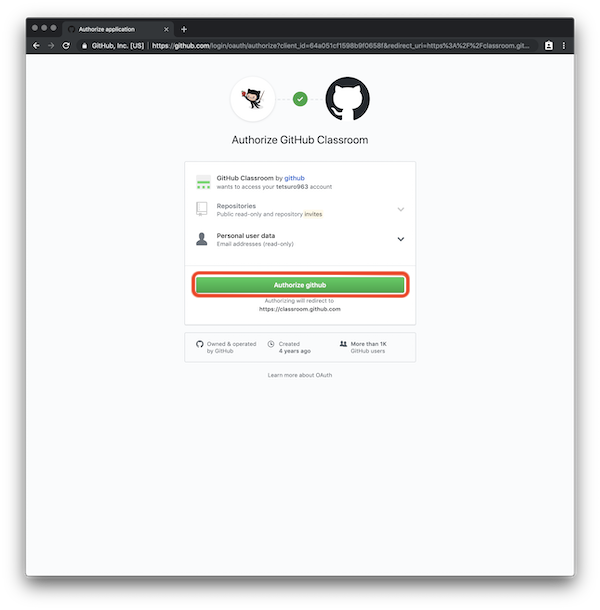 Authorize application
GitHub, Inc. [US]
https://github.com/login/oauth/authorize?client_id=64a051cf1598b9f0658f&redirect_uri=https%3A%2F%2Fclassroom.git...
Authorize GitHub Classroom
GitHub Classroom by github
wants to access your tetsuro963 account
Repositories
Public read-only and repository invites
Personal user data
Email addresses (read-only)
Authorize github
Authorizing will redirect to
https://classroom.github.com
Owned & operated
by GitHub
Created
4 years ago
More than 1K
GitHub users
Learn more about OAuth